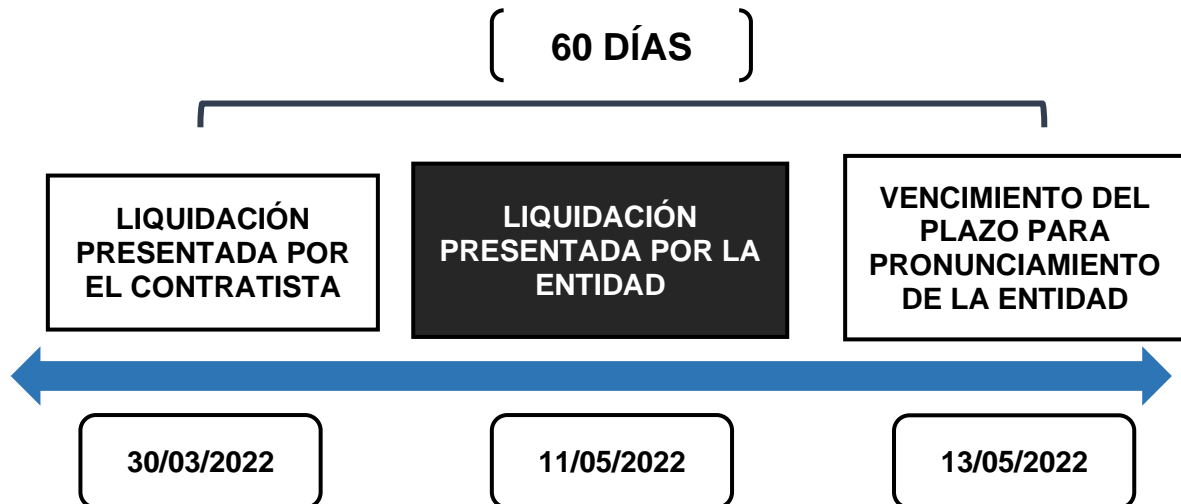 60 DÍAS
LIQUIDACIÓN
PRESENTADA POR
EL CONTRATISTA
LIQUIDACIÓN
PRESENTADA POR LA
ENTIDAD
VENCIMIENTO DEL
PLAZO PARA
PRONUNCIAMIENTO
DE LA ENTIDAD
30/03/2022
11/05/2022
13/05/2022